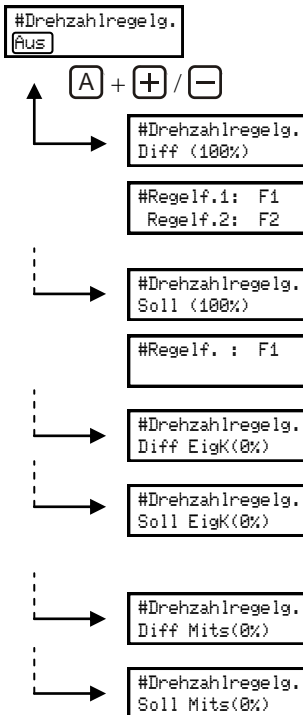 #Drehzahlregelg.
Aus
A + + / −
#Drehzahlregelg.
Diff (100%)
#Regelf.1: F1
Regelf.2: F2
#Drehzahlregelg.
Soll (100%)
#Regelf. : F1
#Drehzahlregelg.
Diff EigK(0%)
#Drehzahlregelg.
Soll EigK(0%)
#Drehzahlregelg.
Diff Mits(0%)
#Drehzahlregelg.
Soll Mits(0%)